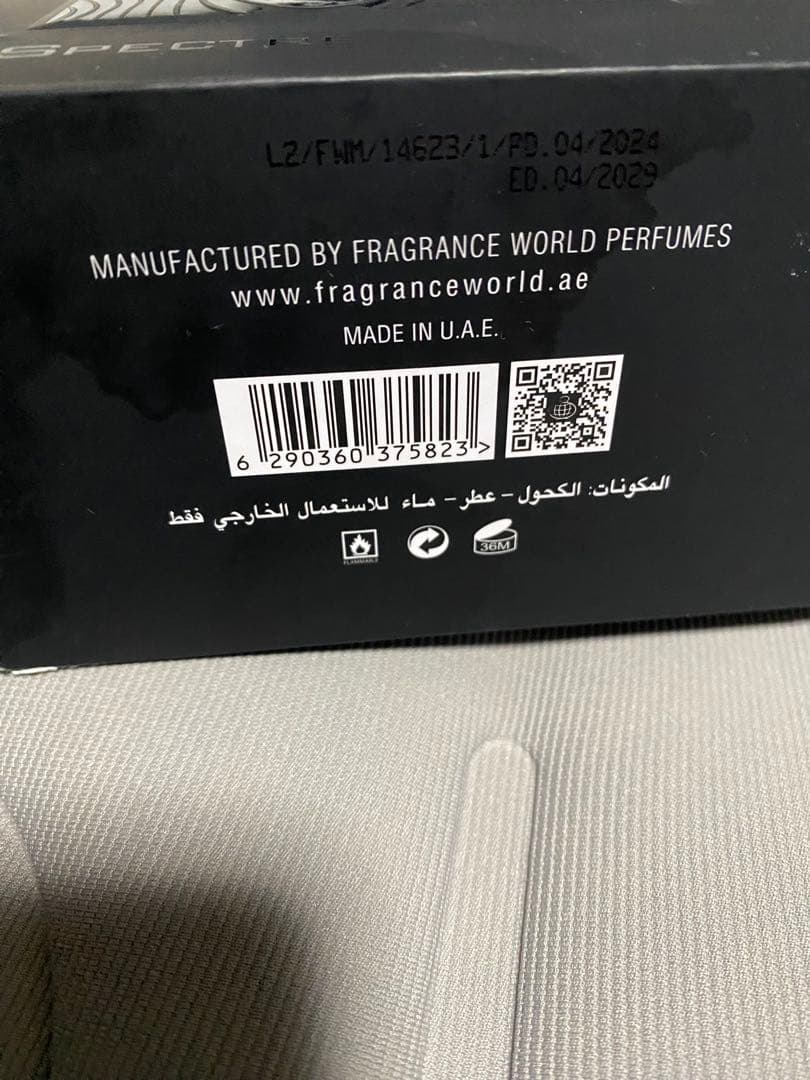 L2/FWM/14623/1/PD.04/2024
ED.04/2029
MANUFACTURED BY FRAGRANCE WORLD PERFUMES
www.fragranceworld.ae
MADE IN U.A.E.
6 290360 375823 >
المكونات: الكحول - عطر - ماء للاستعمال الخارجي فقط
FLAMMABLE
36M